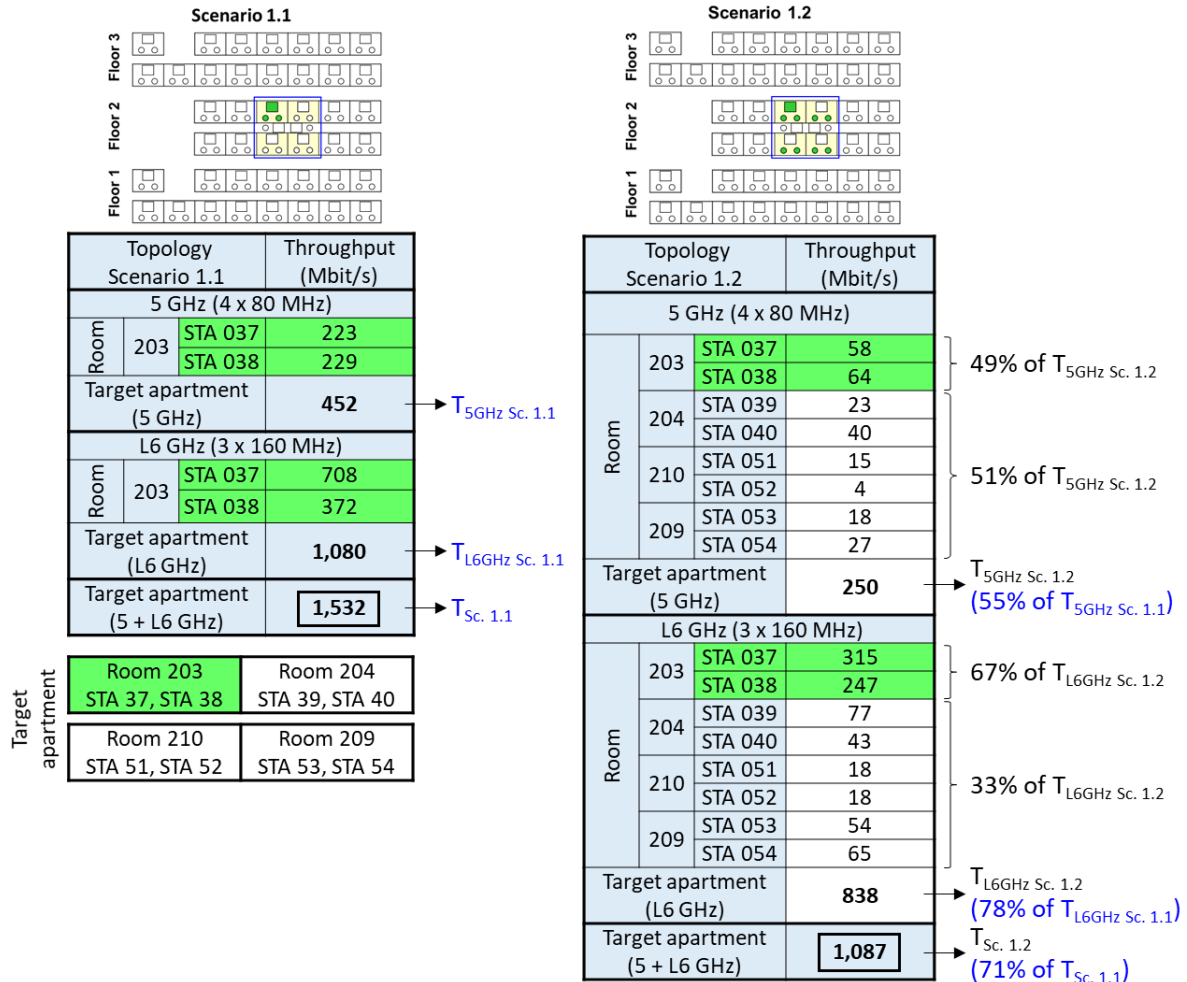 Scenario 1.1
Floor 3
Floor 2
Floor 1
Topology Scenario 1.1
Throughput (Mbit/s)
5 GHz (4 x 80 MHz)
Room
203
STA 037
223
STA 038
229
Target apartment (5 GHz)
452
T5GHz Sc. 1.1
L6 GHz (3 x 160 MHz)
Room
203
STA 037
708
STA 038
372
Target apartment (L6 GHz)
1,080
TL6GHz Sc. 1.1
Target apartment (5 + L6 GHz)
1,532
TSc. 1.1
Target apartment
Room 203
STA 37, STA 38
Room 204
STA 39, STA 40
Room 210
STA 51, STA 52
Room 209
STA 53, STA 54
Scenario 1.2
Floor 3
Floor 2
Floor 1
Topology Scenario 1.2
Throughput (Mbit/s)
5 GHz (4 x 80 MHz)
Room
203
STA 037
58
STA 038
64
49% of T5GHz Sc. 1.2
204
STA 039
23
STA 040
40
210
STA 051
15
STA 052
4
209
STA 053
18
STA 054
27
51% of T5GHz Sc. 1.2
Target apartment (5 GHz)
250
T5GHz Sc. 1.2
(55% of T5GHz Sc. 1.1)
L6 GHz (3 x 160 MHz)
Room
203
STA 037
315
STA 038
247
67% of TL6GHz Sc. 1.2
204
STA 039
77
STA 040
43
210
STA 051
18
STA 052
18
209
STA 053
54
STA 054
65
33% of TL6GHz Sc. 1.2
Target apartment (L6 GHz)
838
TL6GHz Sc. 1.2
(78% of TL6GHz Sc. 1.1)
Target apartment (5 + L6 GHz)
1,087
TSc. 1.2
(71% of TSc. 1.1)